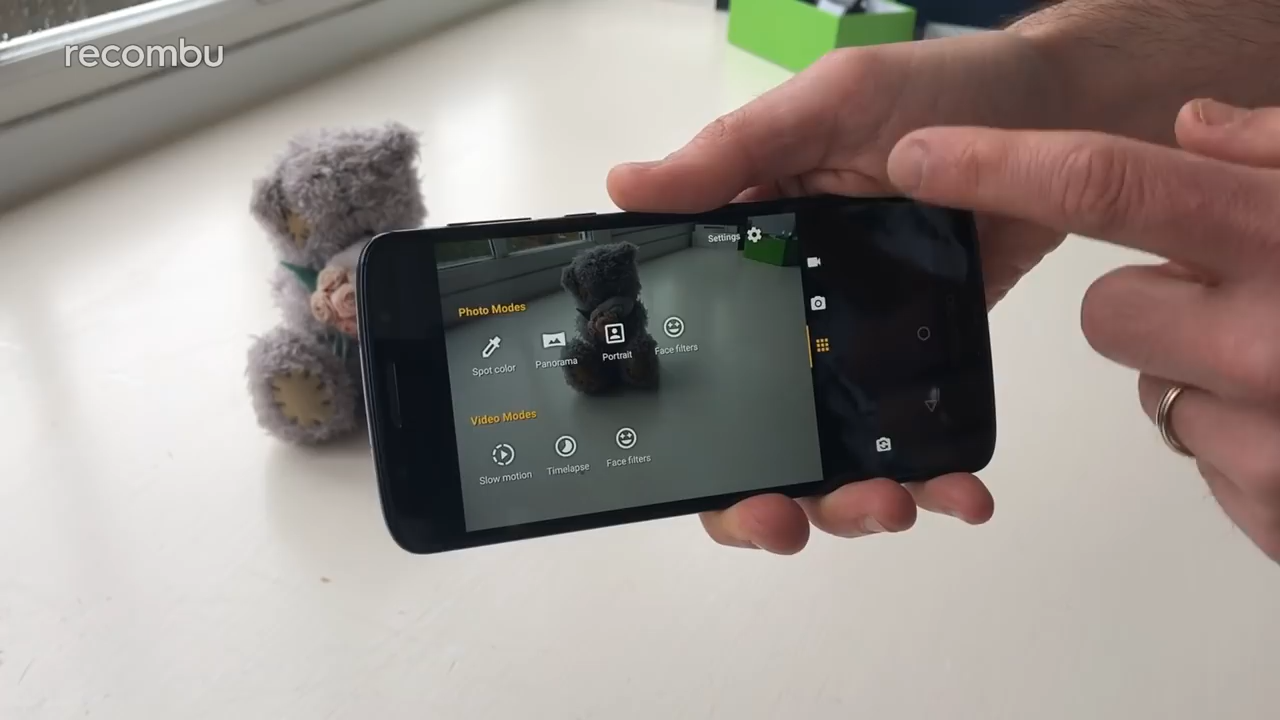 recombu
Settings
Photo Modes
Spot color
Panorama
Portrait
Face filters
Video Modes
Slow motion
Timelapse
Face filters